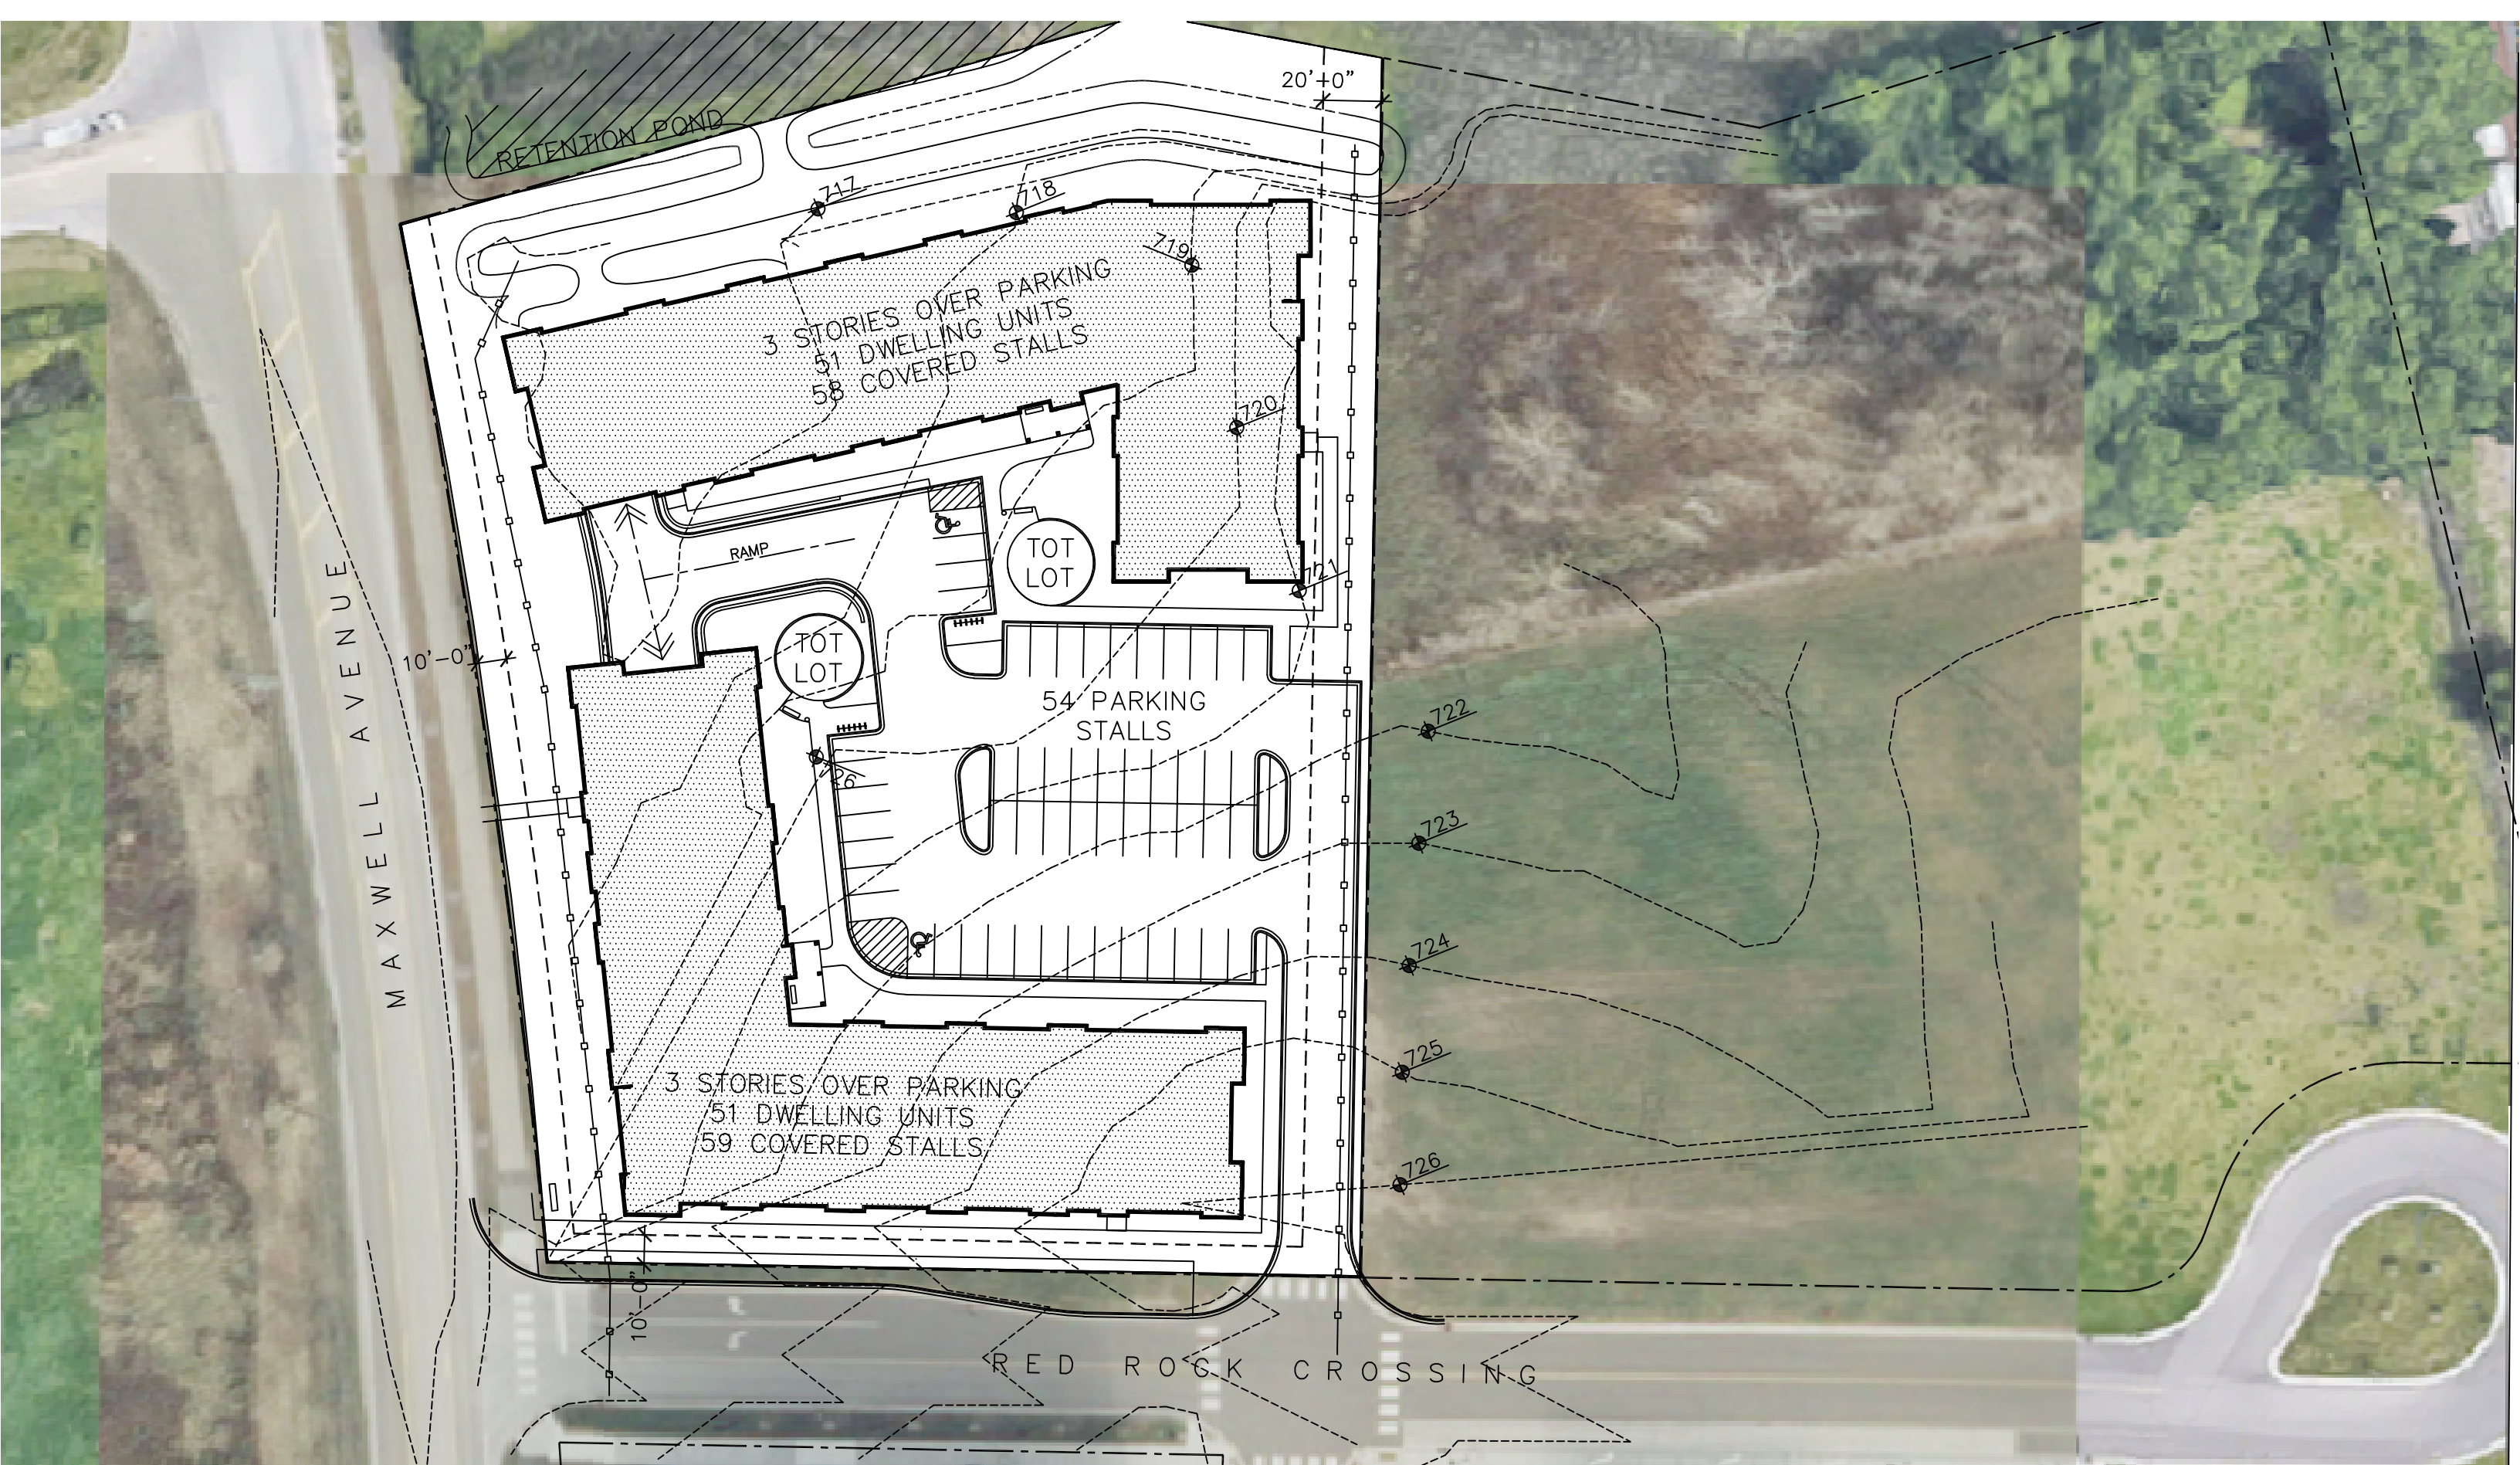 20'+0"
RETENTION POND
717
718
719
3 STORIES OVER PARKING
51 DWELLING UNITS
58 COVERED STALLS
720
RAMP
TOT
LOT
721
TOT
LOT
10'-0"
MAXWELL AVENUE
54 PARKING
STALLS
722
726
723
724
725
3 STORIES OVER PARKING
51 DWELLING UNITS
59 COVERED STALLS
726
10'-0"
RED ROCK CROSSING